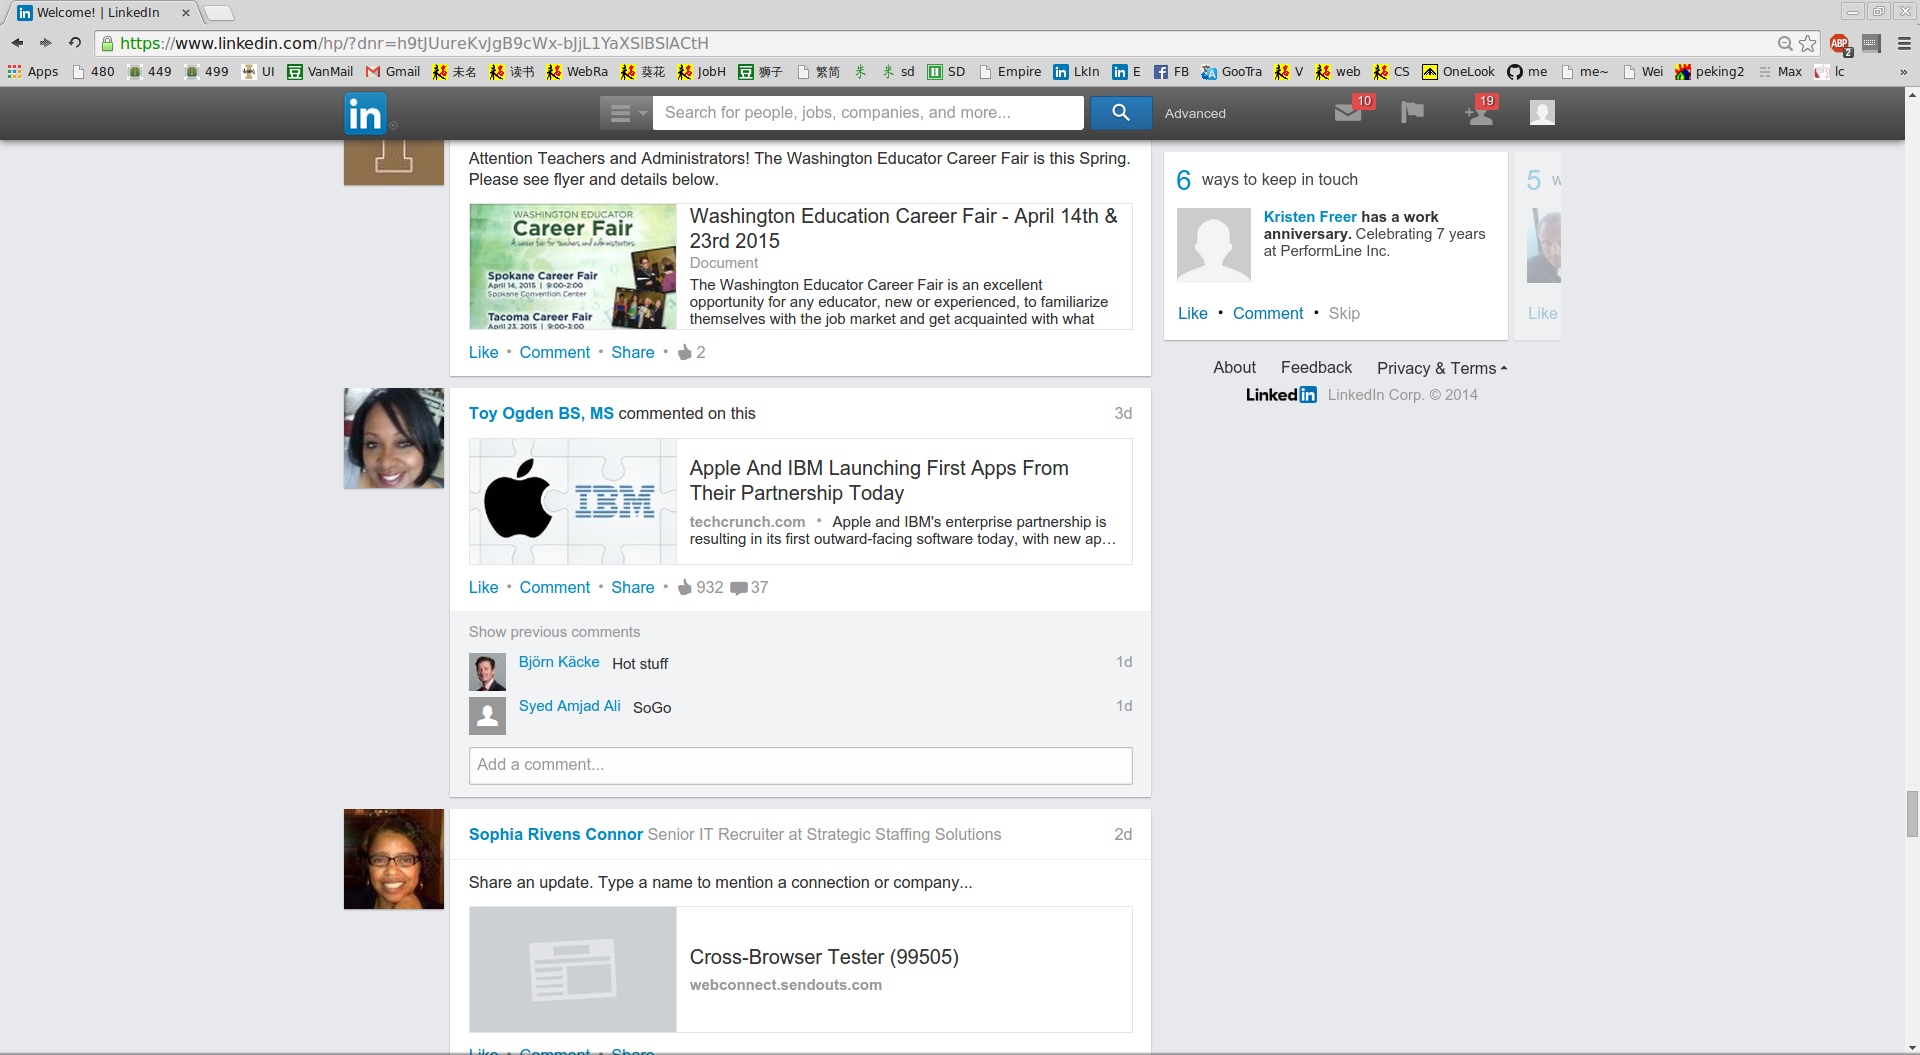 Welcome! | LinkedIn
https://www.linkedin.com/hp/?dnr=h9tJUureKvJgB9cWx-bJjL1YaXSlBSlACtH
ABP 2
Apps 480 449 499 UI VanMail Gmail 未名 读书 WebRa 葵花 JobH 狮子 繁简 sd SD Empire LkIn E FB GooTra V web CS OneLook me me~ Wei peking2 Max lc »
in Search for people, jobs, companies, and more... Advanced 10 19
Attention Teachers and Administrators! The Washington Educator Career Fair is this Spring.
Please see flyer and details below.
WASHINGTON EDUCATOR
Career Fair
A career fair for teachers and administrators
Spokane Career Fair
April 14, 2015 | 9:00-2:00
Spokane Convention Center
Tacoma Career Fair
April 23, 2015 | 9:00-3:00
Washington Education Career Fair - April 14th &
23rd 2015
Document
The Washington Educator Career Fair is an excellent
opportunity for any educator, new or experienced, to familiarize
themselves with the job market and get acquainted with what
Like • Comment • Share • 2
Toy Ogden BS, MS commented on this 3d
IBM
Apple And IBM Launching First Apps From
Their Partnership Today
techcrunch.com • Apple and IBM's enterprise partnership is
resulting in its first outward-facing software today, with new ap…
Like • Comment • Share • 932 37
Show previous comments
Björn Käcke Hot stuff 1d
Syed Amjad Ali SoGo 1d
Add a comment...
Sophia Rivens Connor Senior IT Recruiter at Strategic Staffing Solutions 2d
Share an update. Type a name to mention a connection or company...
Cross-Browser Tester (99505)
webconnect.sendouts.com
Like • Comment • Share
6 ways to keep in touch
Kristen Freer has a work
anniversary. Celebrating 7 years
at PerformLine Inc.
Like • Comment • Skip
5 w
Like
About Feedback Privacy & Terms
Linked in LinkedIn Corp. © 2014